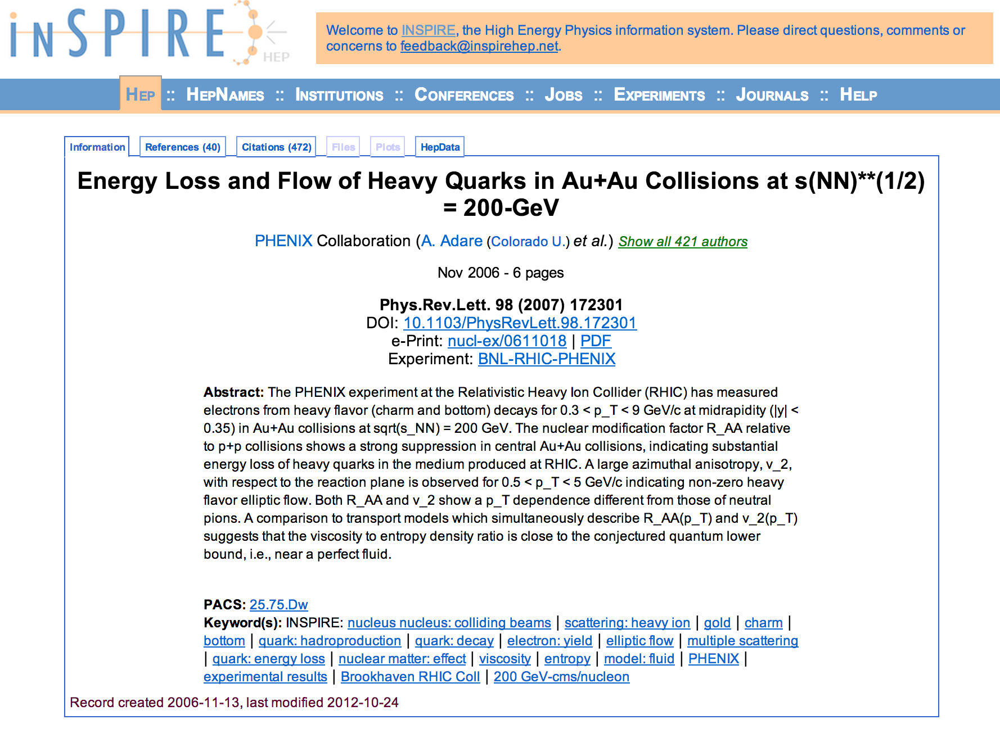 inSPIRE HEP
Welcome to INSPIRE, the High Energy Physics information system. Please direct questions, comments or
concerns to feedback@inspirehep.net.
HEP :: HEPNAMES :: INSTITUTIONS :: CONFERENCES :: JOBS :: EXPERIMENTS :: JOURNALS :: HELP
Information References (40) Citations (472) Files Plots HepData
Energy Loss and Flow of Heavy Quarks in Au+Au Collisions at s(NN)**(1/2)
= 200-GeV
PHENIX Collaboration (A. Adare (Colorado U.) et al.) Show all 421 authors
Nov 2006 - 6 pages
Phys.Rev.Lett. 98 (2007) 172301
DOI: 10.1103/PhysRevLett.98.172301
e-Print: nucl-ex/0611018 | PDF
Experiment: BNL-RHIC-PHENIX
Abstract: The PHENIX experiment at the Relativistic Heavy Ion Collider (RHIC) has measured
electrons from heavy flavor (charm and bottom) decays for 0.3 < p_T < 9 GeV/c at midrapidity (|y| <
0.35) in Au+Au collisions at sqrt(s_NN) = 200 GeV. The nuclear modification factor R_AA relative
to p+p collisions shows a strong suppression in central Au+Au collisions, indicating substantial
energy loss of heavy quarks in the medium produced at RHIC. A large azimuthal anisotropy, v_2,
with respect to the reaction plane is observed for 0.5 < p_T < 5 GeV/c indicating non-zero heavy
flavor elliptic flow. Both R_AA and v_2 show a p_T dependence different from those of neutral
pions. A comparison to transport models which simultaneously describe R_AA(p_T) and v_2(p_T)
suggests that the viscosity to entropy density ratio is close to the conjectured quantum lower
bound, i.e., near a perfect fluid.
PACS: 25.75.Dw
Keyword(s): INSPIRE: nucleus nucleus: colliding beams | scattering: heavy ion | gold | charm |
bottom | quark: hadroproduction | quark: decay | electron: yield | elliptic flow | multiple scattering
| quark: energy loss | nuclear matter: effect | viscosity | entropy | model: fluid | PHENIX |
experimental results | Brookhaven RHIC Coll | 200 GeV-cms/nucleon
Record created 2006-11-13, last modified 2012-10-24